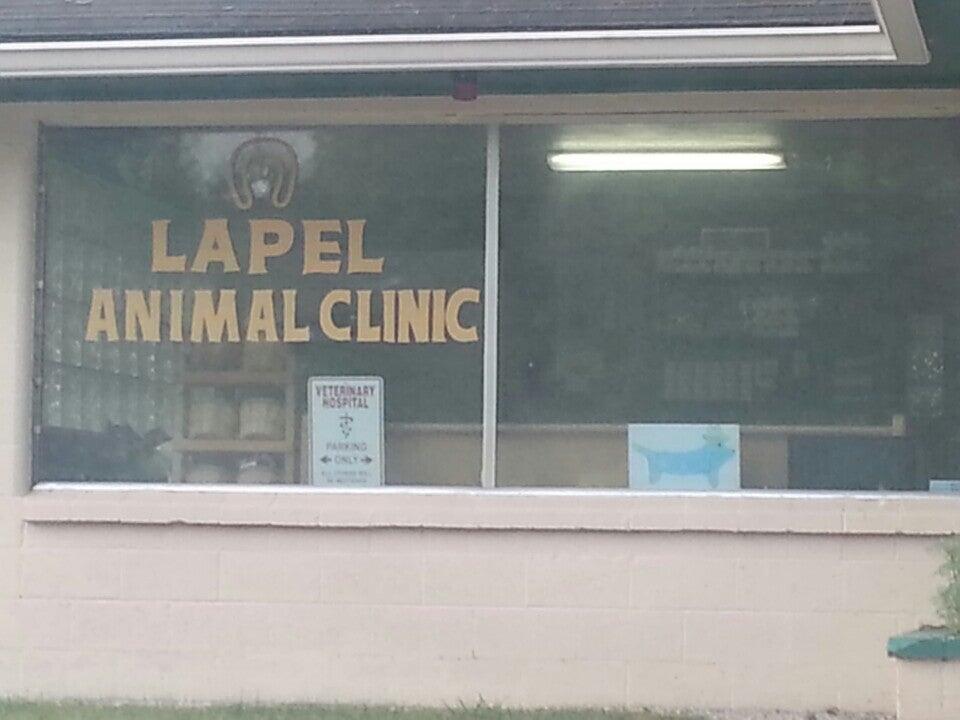 LAPEL
ANIMAL CLINIC
VETERINARY
HOSPITAL
PARKING
ONLY